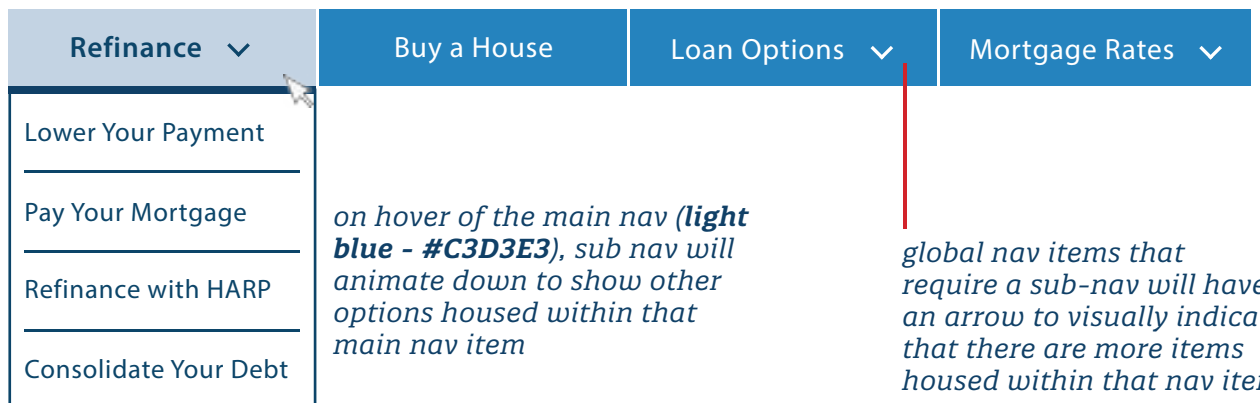 Refinance
Buy a House
Loan Options
Mortgage Rates
Lower Your Payment
Pay Your Mortgage
Refinance with HARP
Consolidate Your Debt
on hover of the main nav (light
blue - #C3D3E3), sub nav will
animate down to show other
options housed within that
main nav item
global nav items that
require a sub-nav will have
an arrow to visually indica
that there are more items
housed within that nav ite